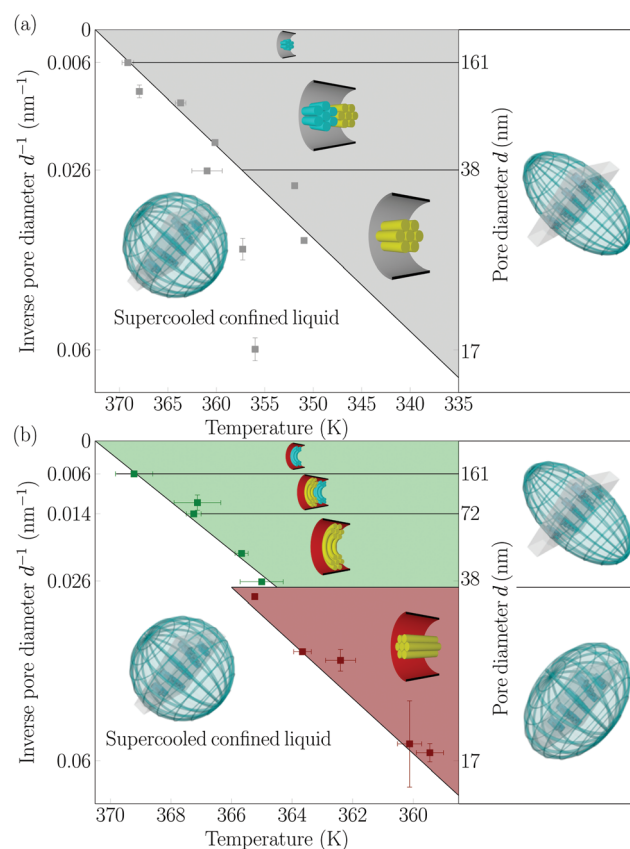 (a)
0
0.006
161
0.026
38
0.06
17
Inverse pore diameter d⁻¹ (nm⁻¹)
Pore diameter d (nm)
Supercooled confined liquid
370 365 360 355 350 345 340 335
Temperature (K)
(b)
0
0.006
161
0.014
72
0.026
38
0.06
17
Inverse pore diameter d⁻¹ (nm⁻¹)
Pore diameter d (nm)
Supercooled confined liquid
370 368 366 364 362 360
Temperature (K)